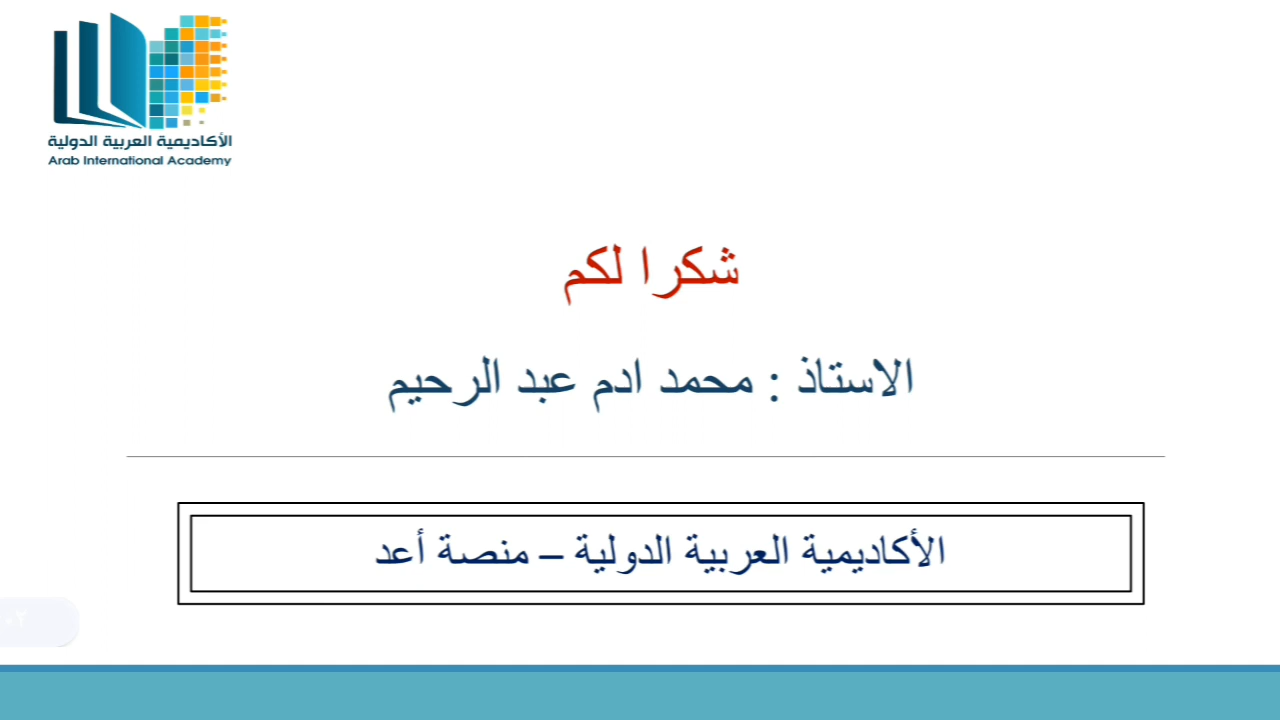 الأكاديمية العربية الدولية
Arab International Academy
شكرا لكم
الاستاذ : محمد ادم عبد الرحيم
الأكاديمية العربية الدولية – منصة أعد